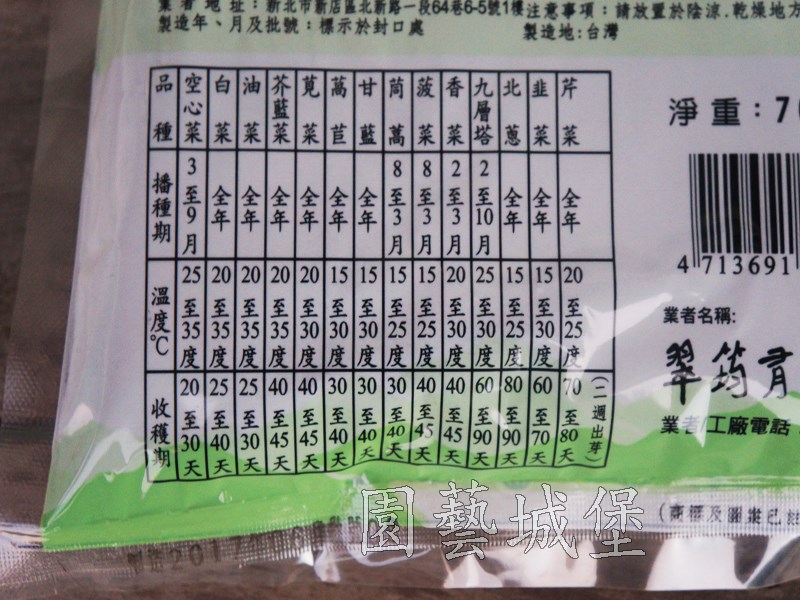 業者地址：新北市新店區北新路一段64巷6-5號1樓
製造年、月及批號：標示於封口處
注意事項：請放置於陰涼.乾燥地方
製造地:台灣
品種 空心菜 白菜 油菜 芥藍菜 莧菜 萵苣 甘藍 茼蒿 菠菜 香菜 九層塔 北蔥 韭菜 芹菜
播種期 3至9月 全年 全年 全年 全年 全年 全年 8至3月 8至3月 2至3月 2至10月 全年 全年 全年
溫度℃ 25至35度 20至35度 20至35度 20至35度 20至30度 15至30度 15至30度 15至25度 15至25度 20至30度 25至30度 15至25度 15至30度 20至25度
收穫期 20至30天 25至40天 25至30天 40至45天 40至45天 30至40天 30至40天 30至40天 40至45天 40至45天 60至90天 80至90天 60至70天 70至80天 (二週出芽)
淨重：7
4 713691
業者名稱:
翠筠
業者/工廠電話
(商標及圖案已註
製造2017
園藝城堡